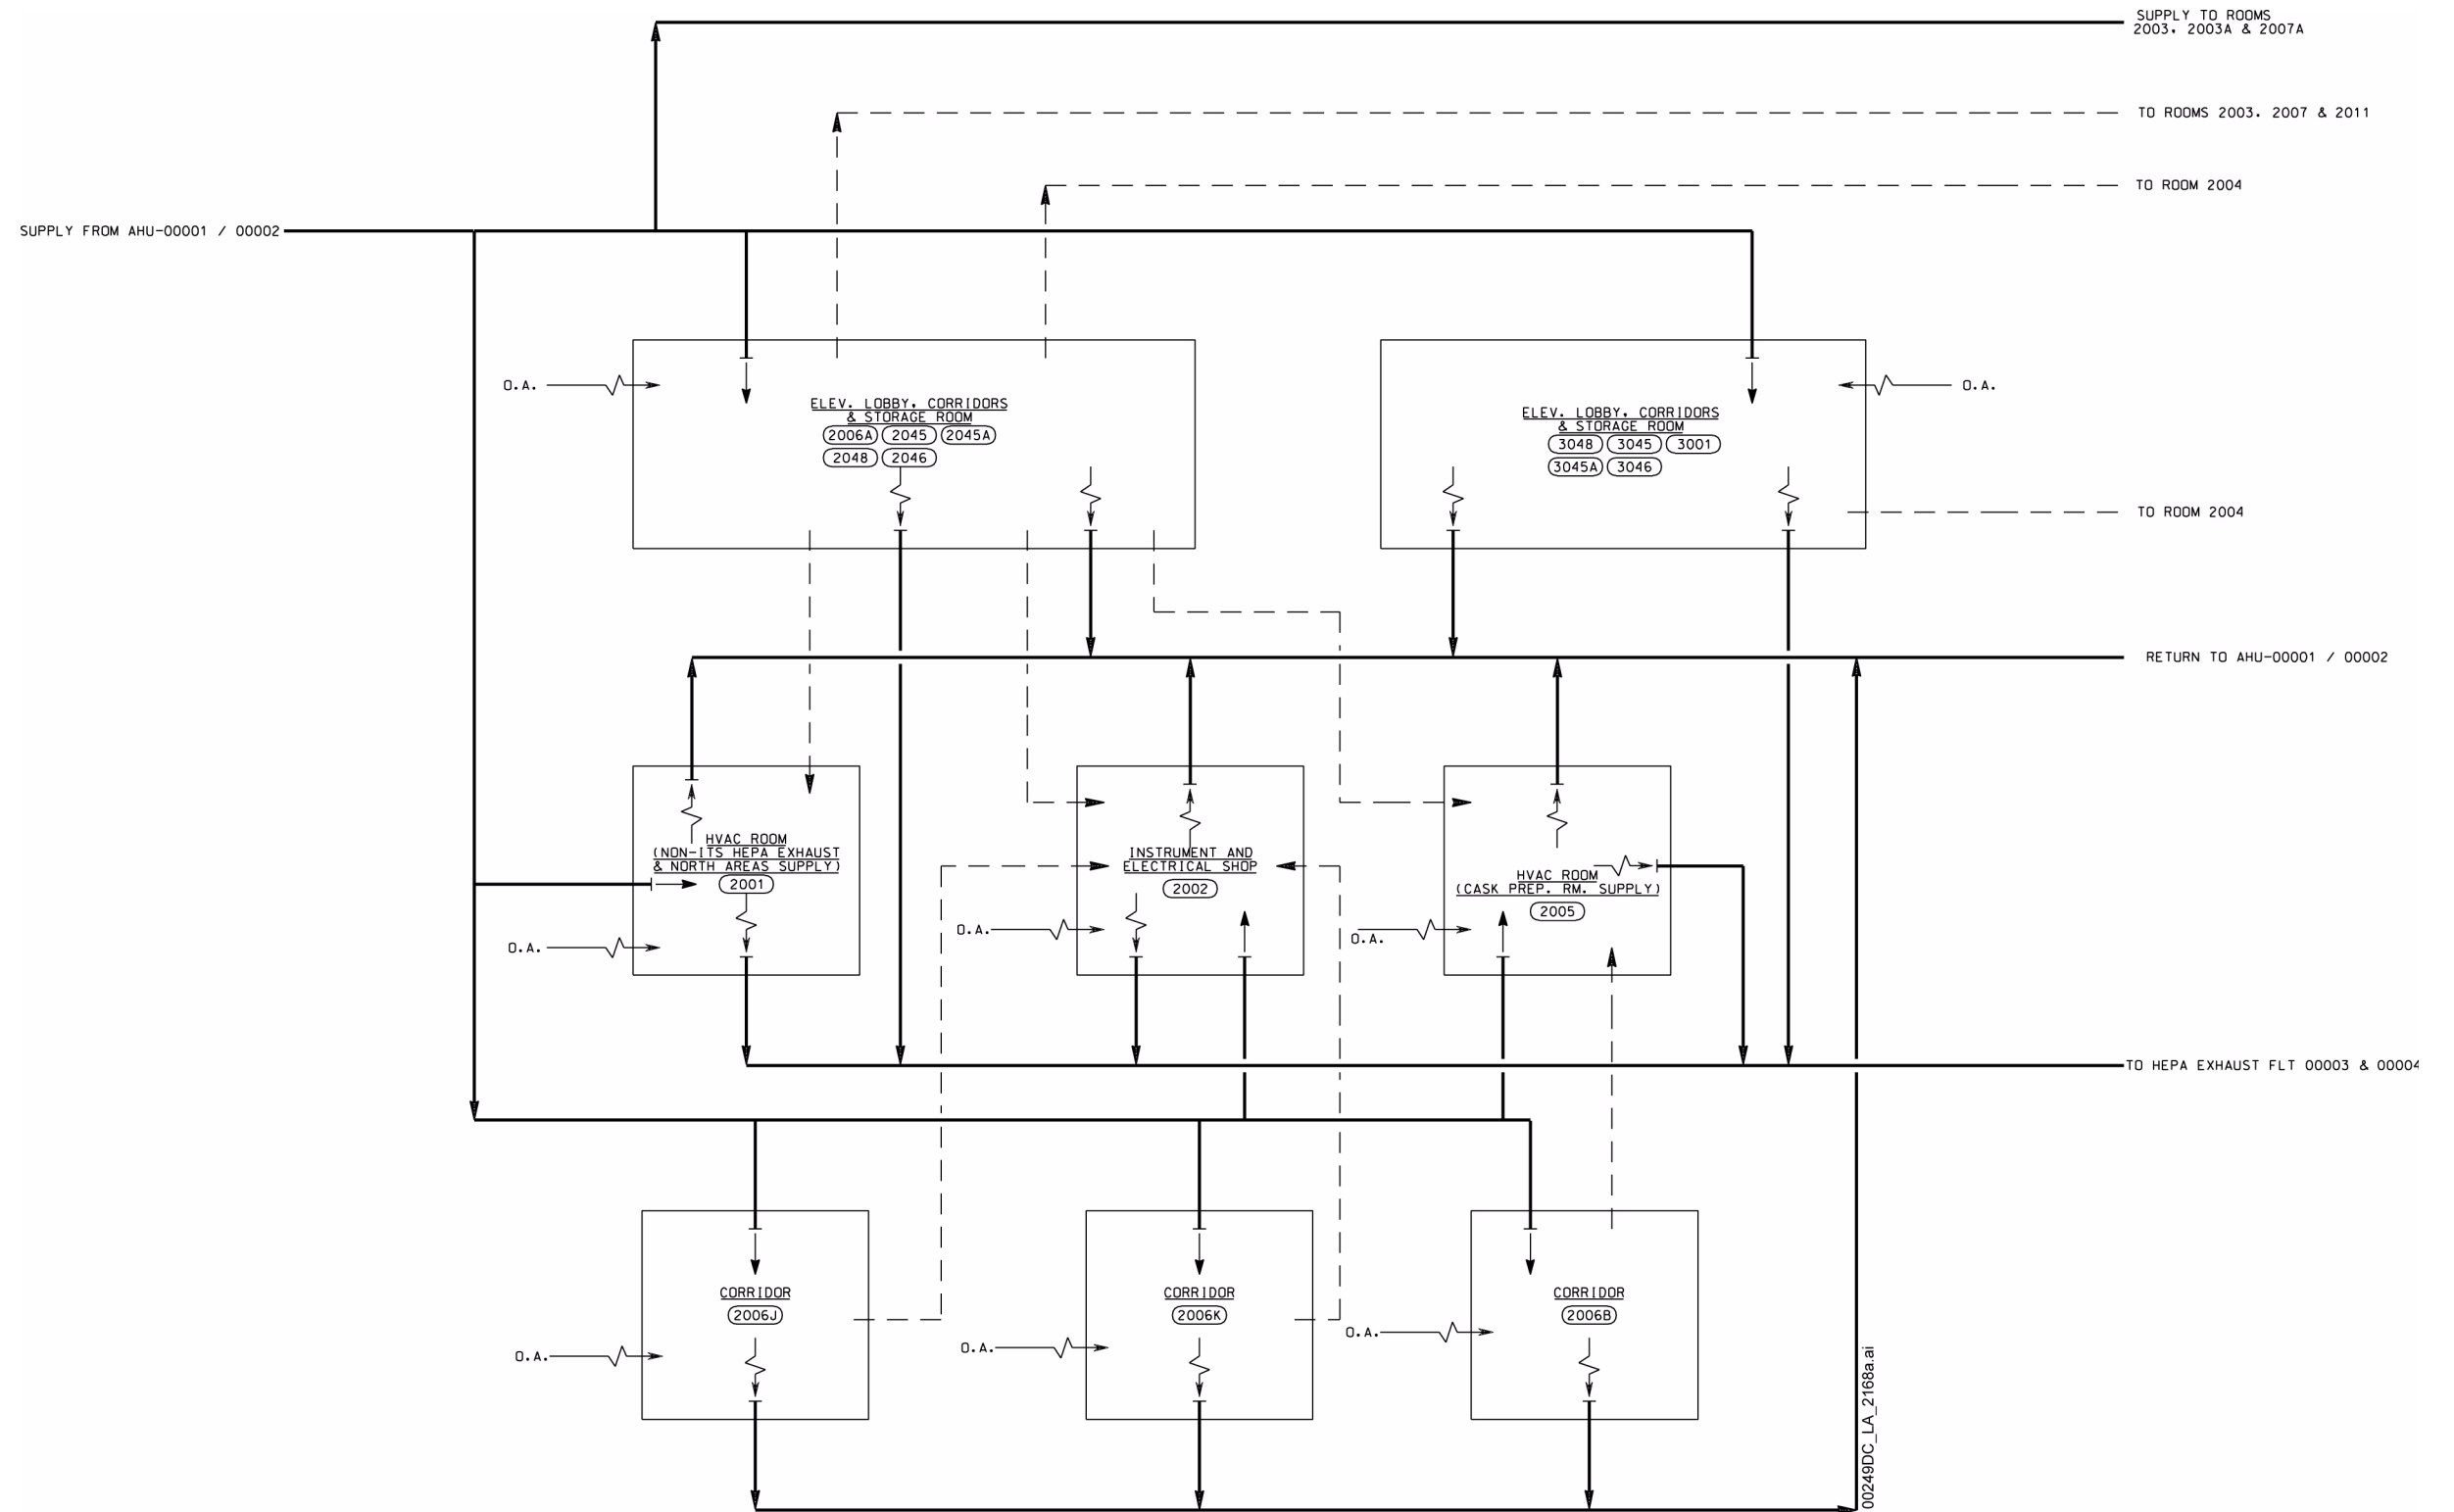 SUPPLY TO ROOMS
2003, 2003A & 2007A
TO ROOMS 2003, 2007 & 2011
TO ROOM 2004
SUPPLY FROM AHU-00001 / 00002
O.A.
ELEV. LOBBY, CORRIDORS
& STORAGE ROOM
2006A 2045 2045A
2048 2046
ELEV. LOBBY, CORRIDORS
& STORAGE ROOM
3048 3045 3001
3045A 3046
O.A.
TO ROOM 2004
RETURN TO AHU-00001 / 00002
HVAC ROOM
(NON-ITS HEPA EXHAUST
& NORTH AREAS SUPPLY)
2001
O.A.
INSTRUMENT AND
ELECTRICAL SHOP
2002
O.A.
HVAC ROOM
(CASK PREP. RM. SUPPLY)
2005
O.A.
TO HEPA EXHAUST FLT 00003 & 00004
CORRIDOR
2006J
O.A.
CORRIDOR
2006K
O.A.
CORRIDOR
2006B
O.A.
00249DC_LA_2168a.ai